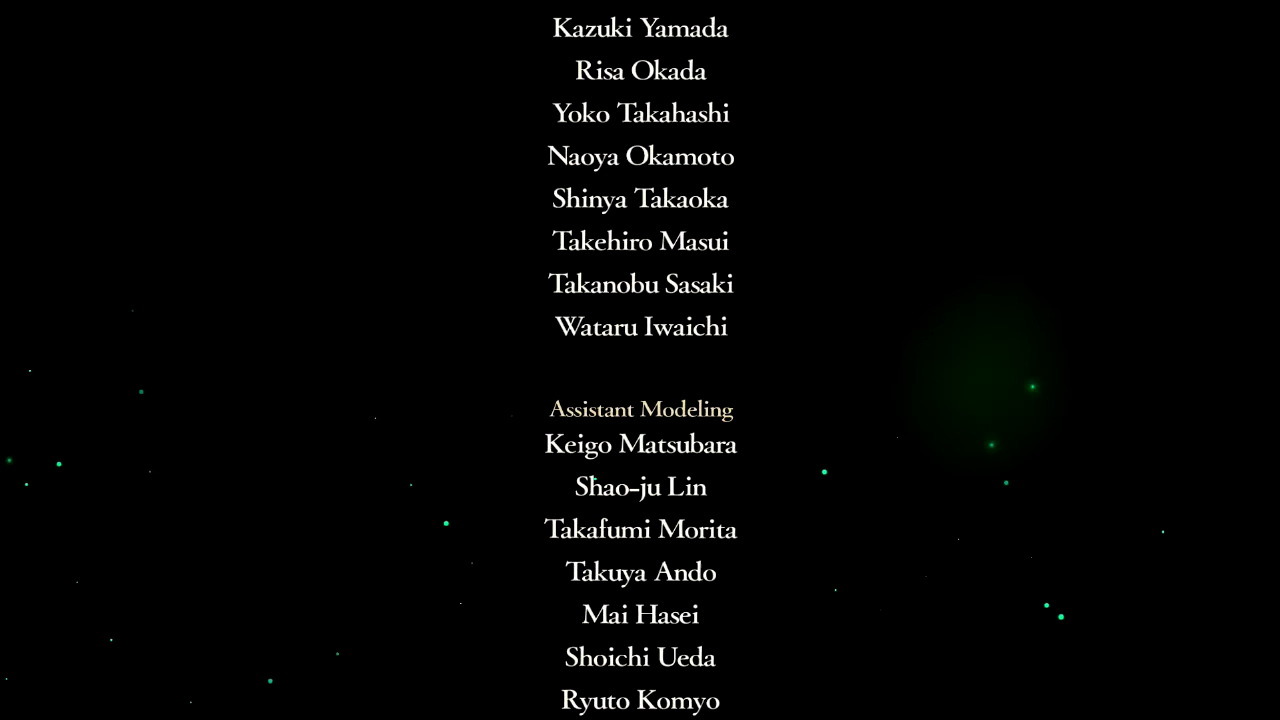 Kazuki Yamada
Risa Okada
Yoko Takahashi
Naoya Okamoto
Shinya Takaoka
Takehiro Masui
Takanobu Sasaki
Wataru Iwaichi
Assistant Modeling
Keigo Matsubara
Shao-ju Lin
Takafumi Morita
Takuya Ando
Mai Hasei
Shoichi Ueda
Ryuto Komyo